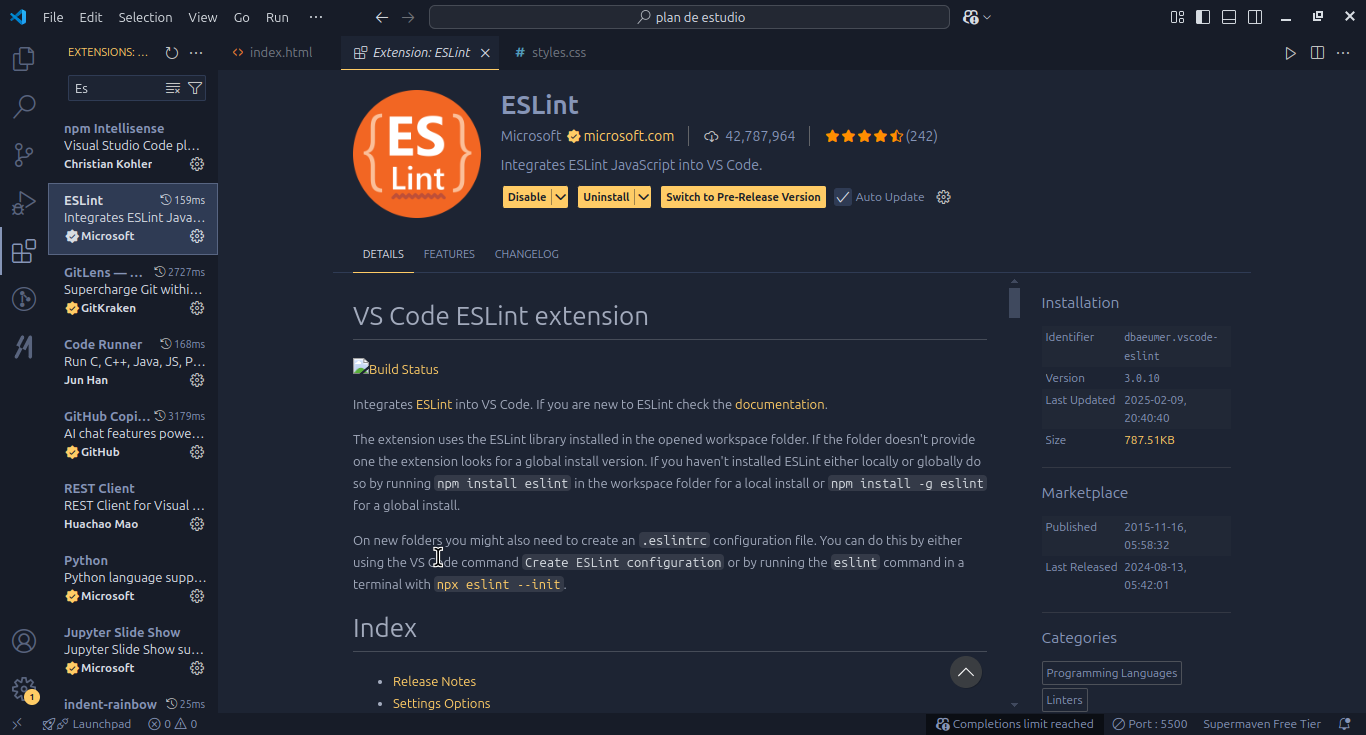 File Edit Selection View Go Run ···
plan de estudio
EXTENSIONS: ... ···
Es
npm Intellisense
Visual Studio Code pl...
Christian Kohler
ESLint 159ms
Integrates ESLint Java...
Microsoft
GitLens — ... 2727ms
Supercharge Git withi...
GitKraken
Code Runner 168ms
Run C, C++, Java, JS, P...
Jun Han
GitHub Copi... 3179ms
AI chat features powe...
GitHub
REST Client
REST Client for Visual ...
Huachao Mao
Python
Python language supp...
Microsoft
Jupyter Slide Show
Jupyter Slide Show su...
Microsoft
indent-rainbow 25ms
1
index.html Extension: ESLint # styles.css
{ES}
Lint
ESLint
Microsoft microsoft.com 42,787,964 (242)
Integrates ESLint JavaScript into VS Code.
Disable Uninstall Switch to Pre-Release Version Auto Update
DETAILS FEATURES CHANGELOG
VS Code ESLint extension
Build Status
Integrates ESLint into VS Code. If you are new to ESLint check the documentation.
The extension uses the ESLint library installed in the opened workspace folder. If the folder doesn't provide
one the extension looks for a global install version. If you haven't installed ESLint either locally or globally do
so by running npm install eslint in the workspace folder for a local install or npm install -g eslint
for a global install.
On new folders you might also need to create an .eslintrc configuration file. You can do this by either
using the VS Code command Create ESLint configuration or by running the eslint command in a
terminal with npx eslint --init.
Index
• Release Notes
• Settings Options
Installation
Identifier dbaeumer.vscode-
eslint
Version 3.0.10
Last Updated 2025-02-09,
20:40:40
Size 787.51KB
Marketplace
Published 2015-11-16,
05:58:32
Last Released 2024-08-13,
05:42:01
Categories
Programming Languages
Linters
Launchpad 0 0 Completions limit reached Port : 5500 Supermaven Free Tier